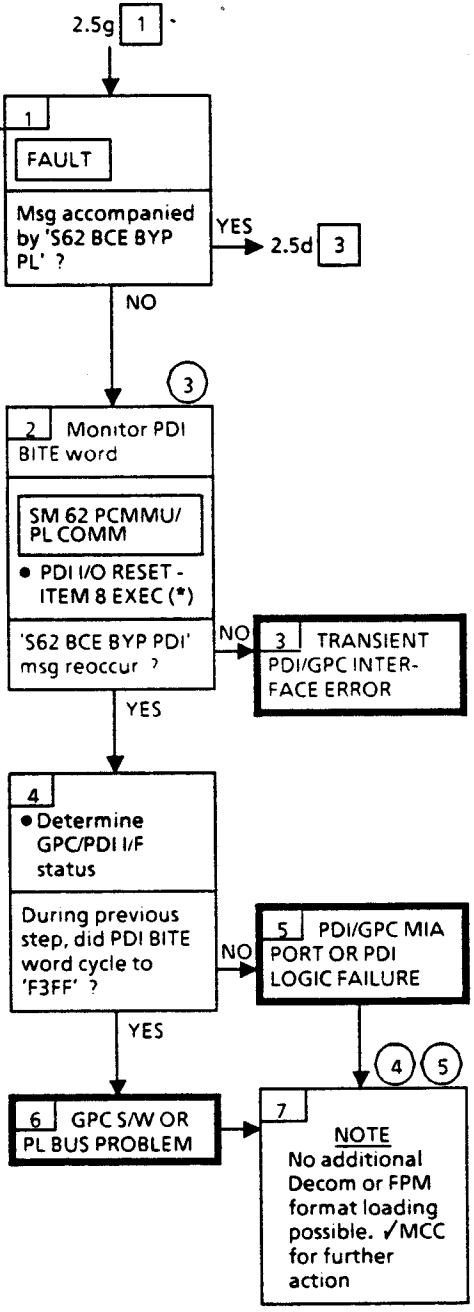 2.5g 1
1
FAULT
Msg accompanied
by 'S62 BCE BYP
PL' ?
YES
2.5d 3
NO
3
2 Monitor PDI
BITE word
SM 62 PCMMU/
PL COMM
• PDI I/O RESET -
ITEM 8 EXEC (*)
'S62 BCE BYP PDI'
msg reoccur ?
NO
3 TRANSIENT
PDI/GPC INTER-
FACE ERROR
YES
4
• Determine
GPC/PDI I/F
status
During previous
step, did PDI BITE
word cycle to
'F3FF' ?
NO
5 PDI/GPC MIA
PORT OR PDI
LOGIC FAILURE
YES
4 5
6 GPC S/W OR
PL BUS PROBLEM
7
NOTE
No additional
Decom or FPM
format loading
possible. ✓MCC
for further
action